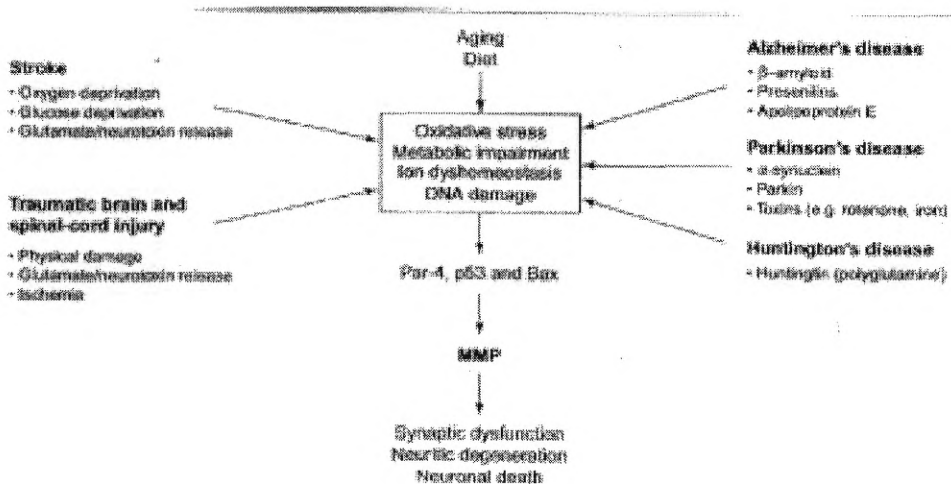 Aging
Diet
Stroke
• Oxygen deprivation
• Glucose deprivation
• Glutamate/neurotoxin release
Traumatic brain and
spinal-cord injury
• Physical damage
• Glutamate/neurotoxin release
• Ischemia
Oxidative stress
Metabolic impairment
Ion dyshomeostasis
DNA damage
Par-4, p53 and Bax
MMP
Synaptic dysfunction
Neuritic degeneration
Neuronal death
Alzheimer's disease
• β-amyloid
• Presenilins
• Apolipoprotein E
Parkinson's disease
• α-synuclein
• Parkin
• Toxins (e.g. rotenone, iron)
Huntington's disease
• Huntingtin (polyglutamine)